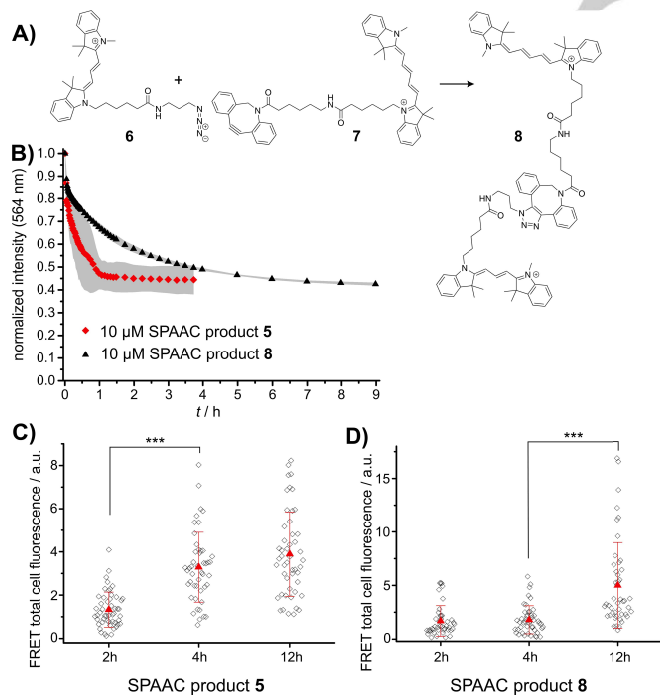 A)
N
N
⊕
+
O
N
H
N
N
N
⊕
⊖
6
O
N
N
H
O
N
⊕
7
N
N
⊕
O
HN
O
N
8
HN
O
N
N=N
N
N
⊕
B)
normalized intensity (564 nm)
1.0
0.9
0.8
0.7
0.6
0.5
0.4
0.3
0.2
0.1
0.0
10 µM SPAAC product 5
10 µM SPAAC product 8
0 1 2 3 4 5 6 7 8 9
t / h
C)
FRET total cell fluorescence / a.u.
8
6
4
2
0
***
2h 4h 12h
SPAAC product 5
D)
FRET total cell fluorescence / a.u.
15
10
5
0
***
2h 4h 12h
SPAAC product 8